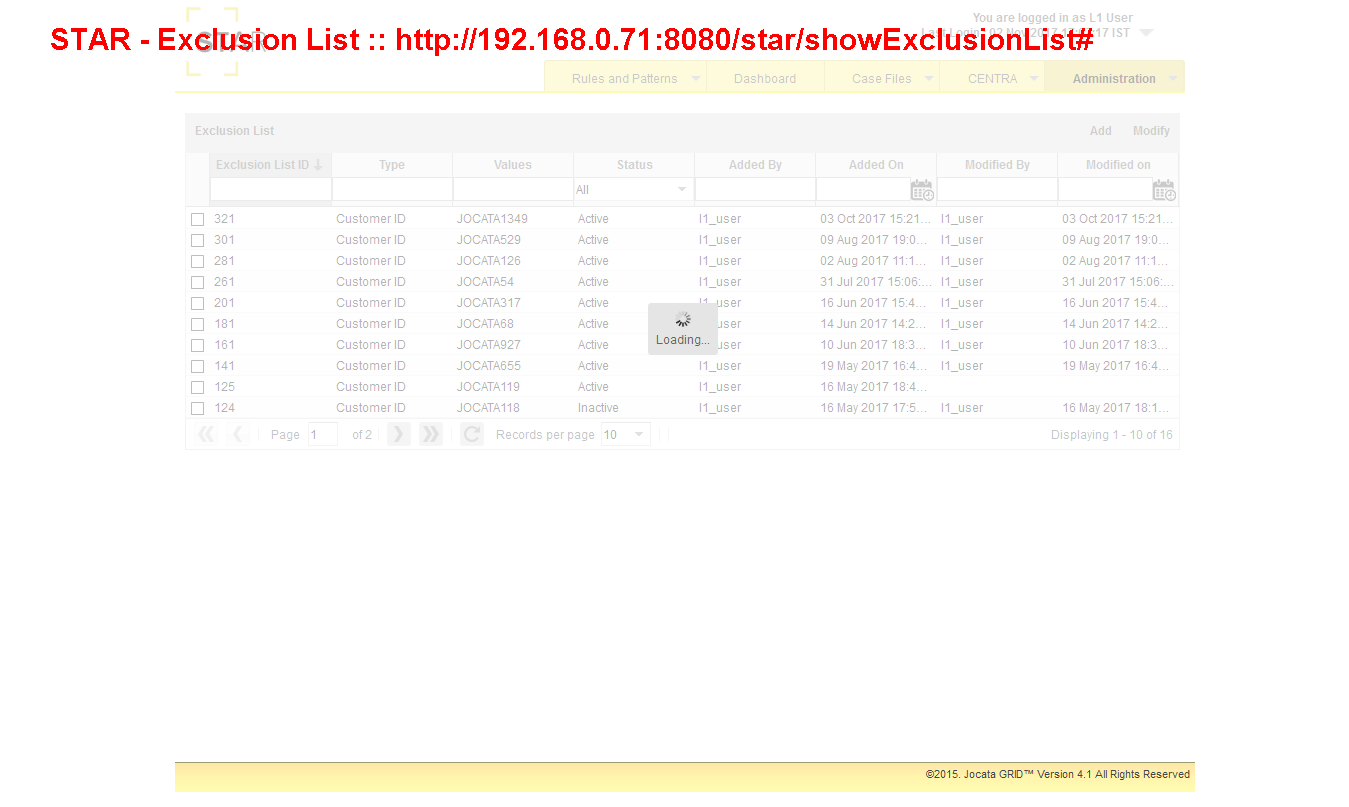 You are logged in as L1 User
STAR - Exclusion List :: http://192.168.0.71:8080/star/showExclusionList#
STAR
Rules and Patterns Dashboard Case Files CENTRA Administration
Exclusion List Add Modify
Exclusion List ID Type Values Status Added By Added On Modified By Modified on
All
321 Customer ID JOCATA1349 Active l1_user 03 Oct 2017 15:21... l1_user 03 Oct 2017 15:21...
301 Customer ID JOCATA529 Active l1_user 09 Aug 2017 19:0... l1_user 09 Aug 2017 19:0...
281 Customer ID JOCATA126 Active l1_user 02 Aug 2017 11:1... l1_user 02 Aug 2017 11:1...
261 Customer ID JOCATA54 Active l1_user 31 Jul 2017 15:06:... l1_user 31 Jul 2017 15:06:...
201 Customer ID JOCATA317 Active l1_user 16 Jun 2017 15:4... l1_user 16 Jun 2017 15:4...
181 Customer ID JOCATA68 Active user 14 Jun 2017 14:2... l1_user 14 Jun 2017 14:2...
Loading...
161 Customer ID JOCATA927 Active user 10 Jun 2017 18:3... l1_user 10 Jun 2017 18:3...
141 Customer ID JOCATA655 Active l1_user 19 May 2017 16:4... l1_user 19 May 2017 16:4...
125 Customer ID JOCATA119 Active l1_user 16 May 2017 18:4...
124 Customer ID JOCATA118 Inactive l1_user 16 May 2017 17:5... l1_user 16 May 2017 18:1...
Page 1 of 2 Records per page 10 Displaying 1 - 10 of 16
©2015. Jocata GRID™ Version 4.1 All Rights Reserved